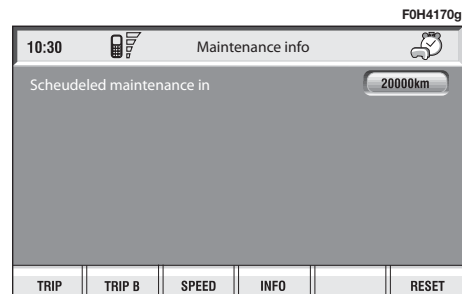 F0H4170g
10:30 Maintenance info
Scheudeled maintenance in 20000km
TRIP TRIP B SPEED INFO RESET